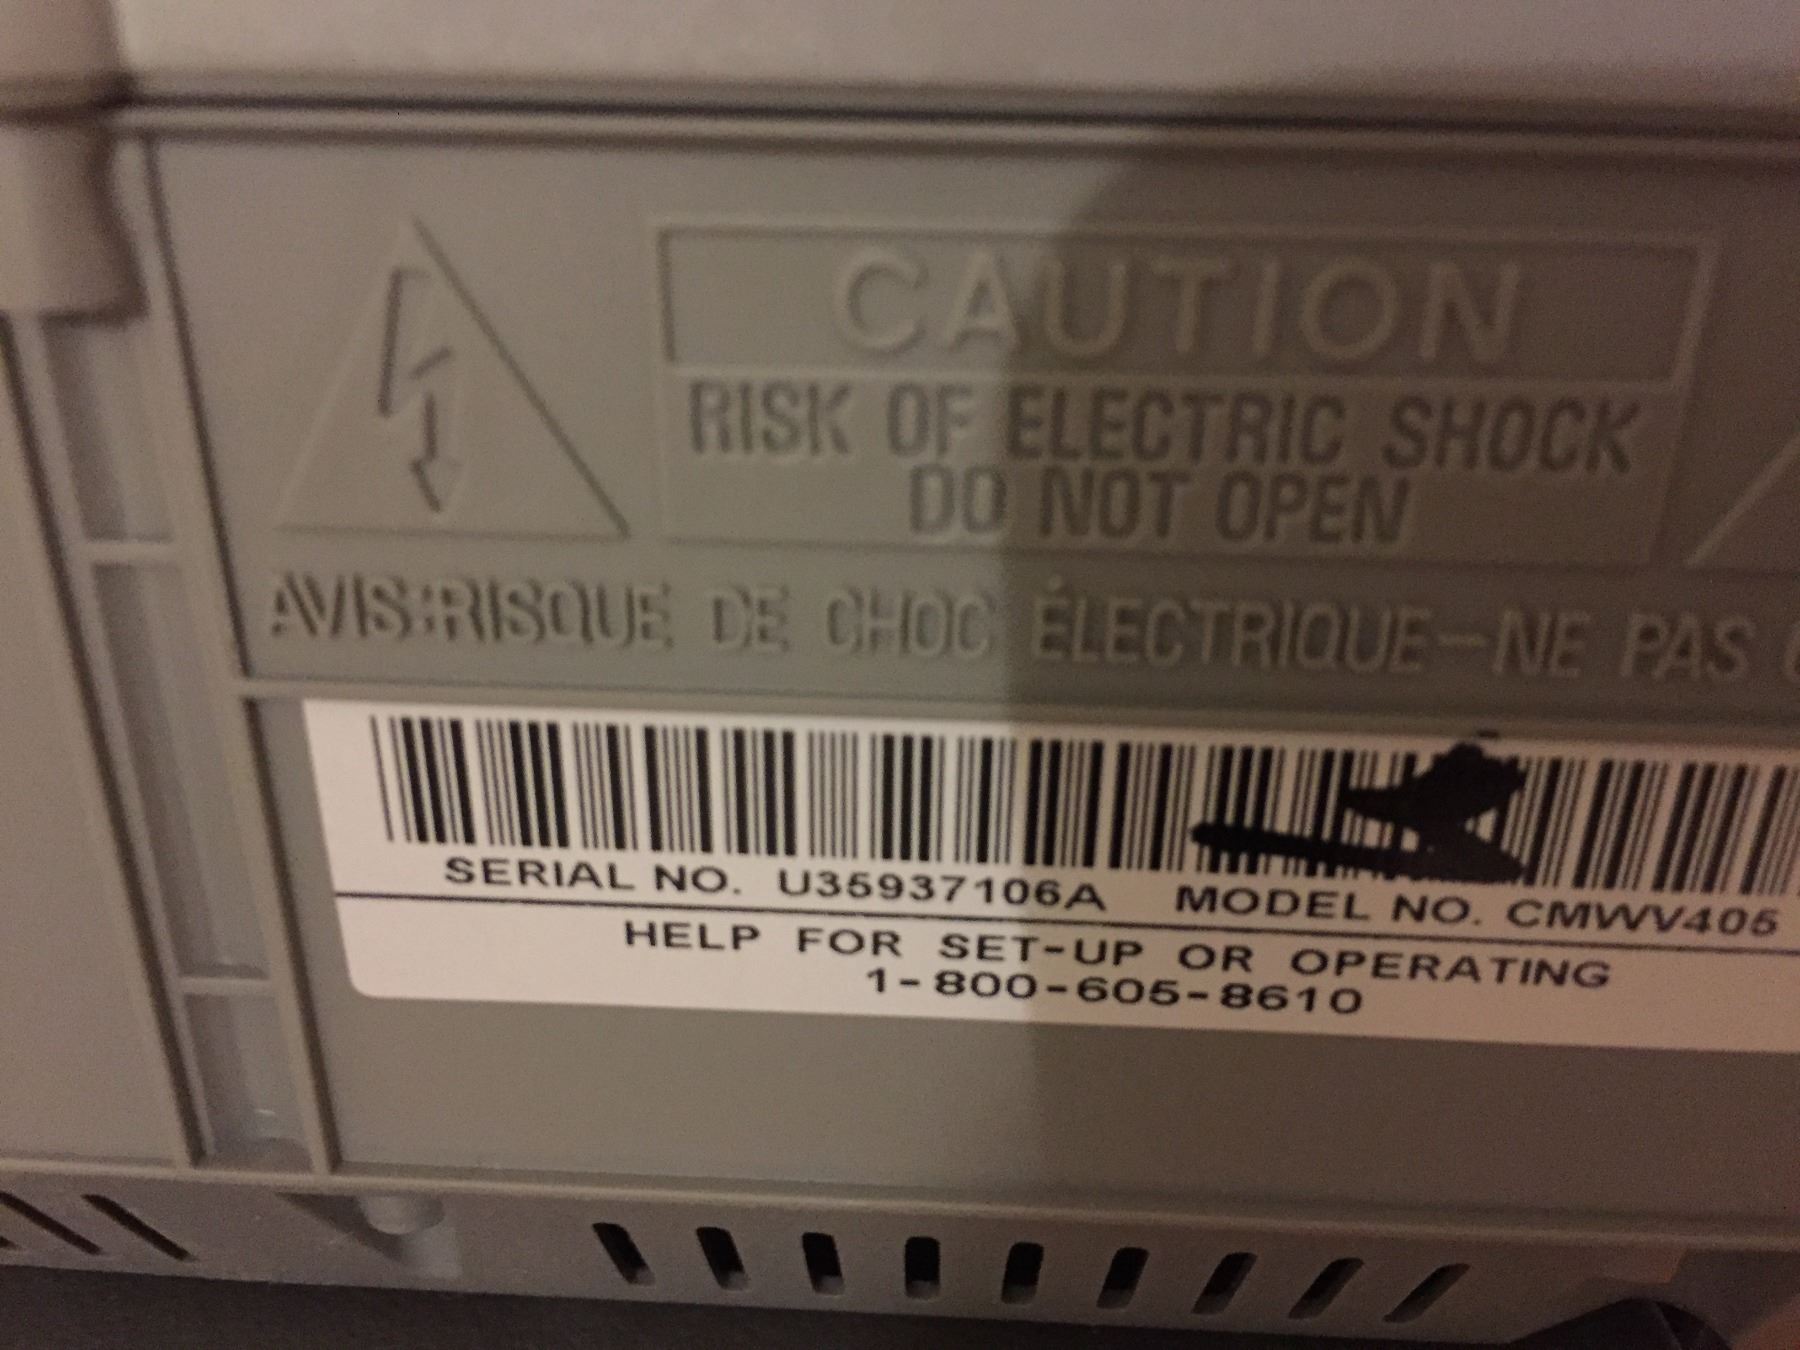 CAUTION
RISK OF ELECTRIC SHOCK
DO NOT OPEN
AVIS:RISQUE DE CHOC ÉLECTRIQUE—NE PAS
SERIAL NO. U35937106A MODEL NO. CMWV405
HELP FOR SET-UP OR OPERATING
1-800-605-8610